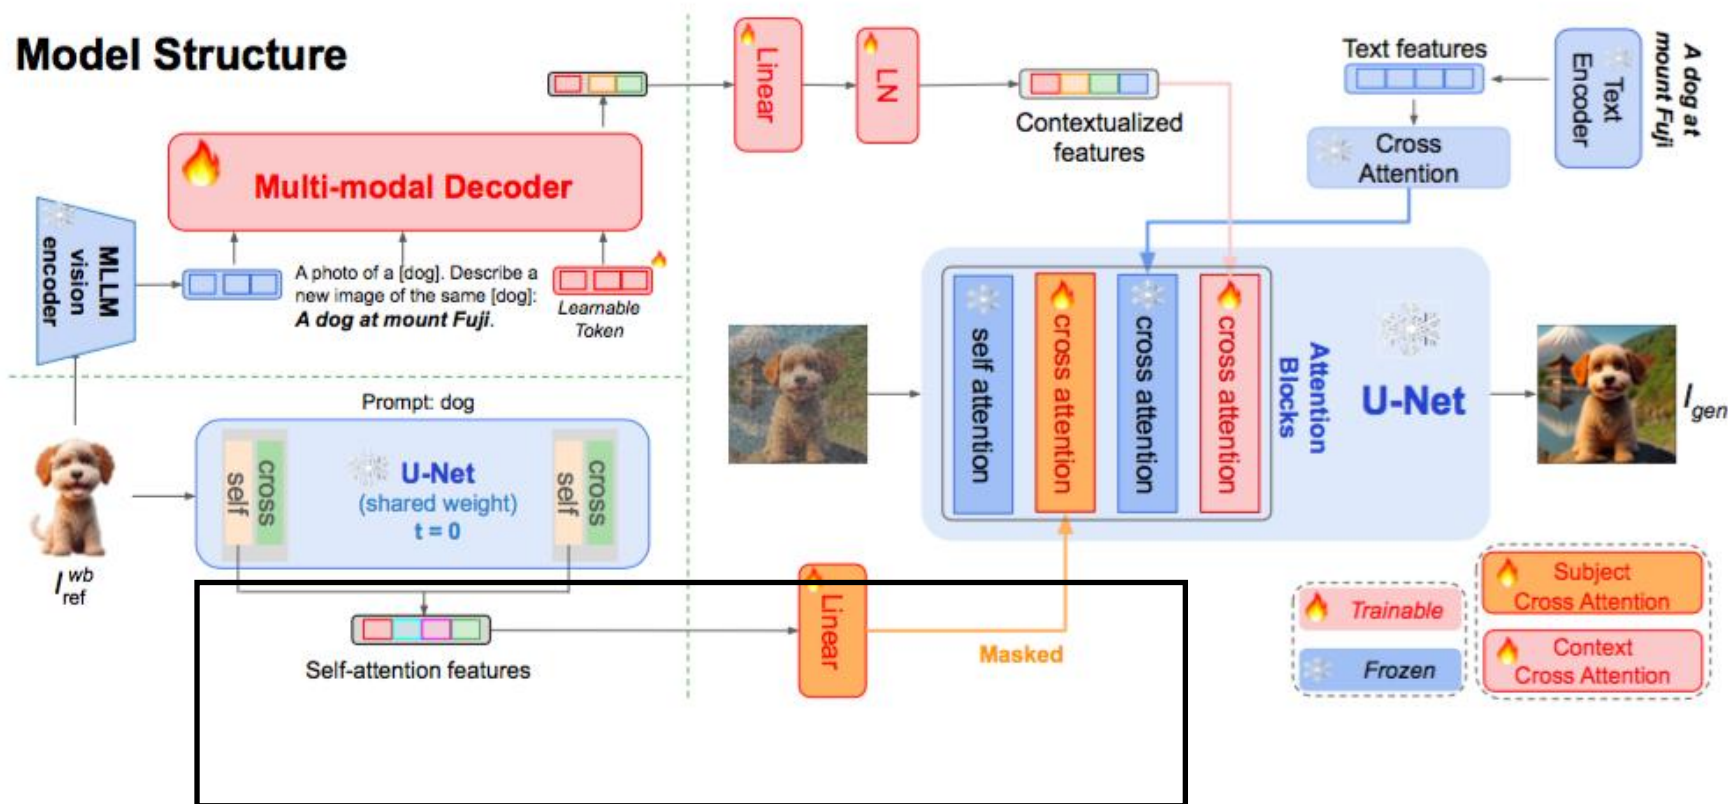 Model Structure
Multi-modal Decoder
MLLM
vision
encoder
A photo of a [dog]. Describe a
new image of the same [dog]:
A dog at mount Fuji.
Learnable
Token
Linear
LN
Contextualized
features
Text features
Text
Encoder
A dog at
mount Fuji
Cross
Attention
self attention
cross attention
cross attention
cross attention
Attention
Blocks
U-Net
I gen
Prompt: dog
self
cross
U-Net
(shared weight)
t = 0
self
cross
I wb ref
Self-attention features
Linear
Masked
Trainable
Frozen
Subject
Cross Attention
Context
Cross Attention